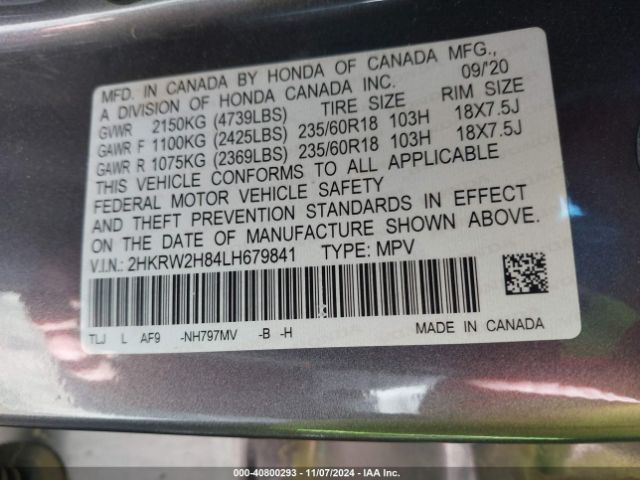 MFD. IN CANADA BY HONDA OF CANADA MFG.,
A DIVISION OF HONDA CANADA INC. 09/'20
GVWR 2150KG (4739LBS) TIRE SIZE RIM SIZE
GAWR F 1100KG (2425LBS) 235/60R18 103H 18X7.5J
GAWR R 1075KG (2369LBS) 235/60R18 103H 18X7.5J
THIS VEHICLE CONFORMS TO ALL APPLICABLE
FEDERAL MOTOR VEHICLE SAFETY
AND THEFT PREVENTION STANDARDS IN EFFECT
ON THE DATE OF MANUFACTURE SHOWN ABOVE.
V.I.N.: 2HKRW2H84LH679841 TYPE: MPV
TLJ L AF9 -NH797MV -B -H MADE IN CANADA
000-40800293 - 11/07/2024 - IAA Inc.